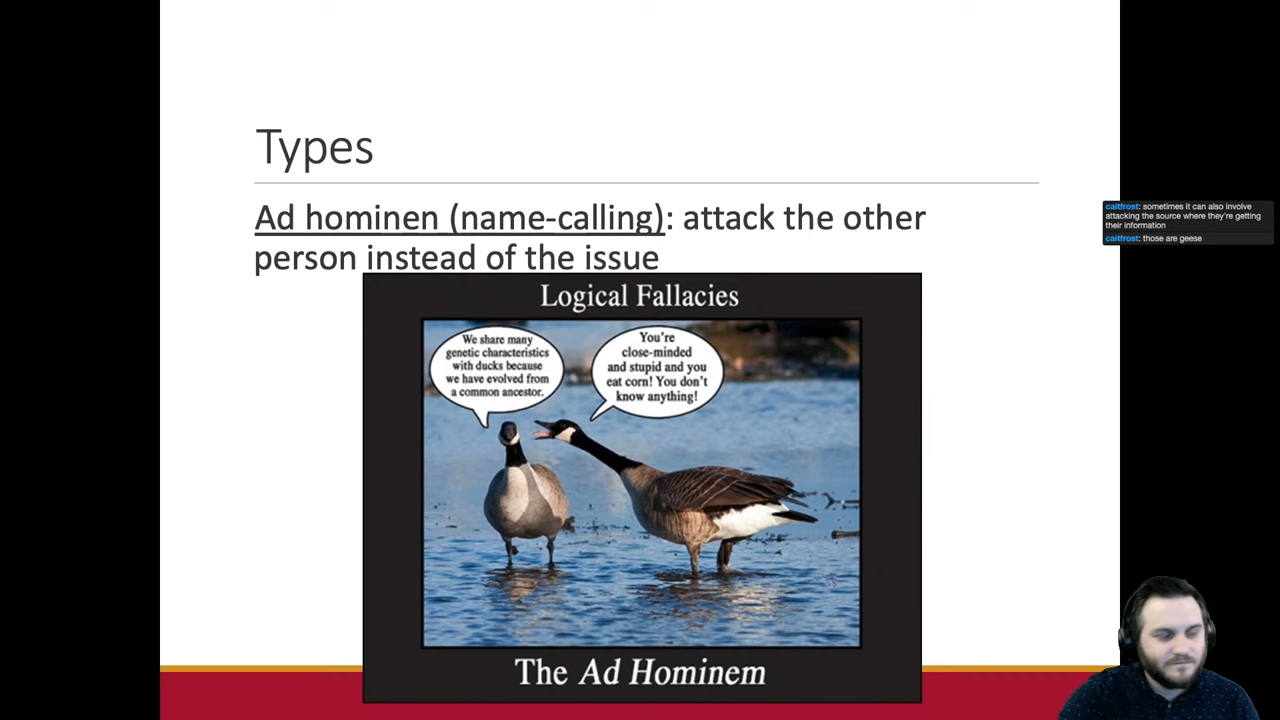 Types
Ad hominen (name-calling): attack the other
person instead of the issue
Logical Fallacies
We share many
genetic characteristics
with ducks because
we have evolved from
a common ancestor.
You're
close-minded
and stupid and you
eat corn! You don't
know anything!
The Ad Hominem
caitfrost: sometimes it can also involve
attacking the source where they're getting
their information
caitfrost: those are geese